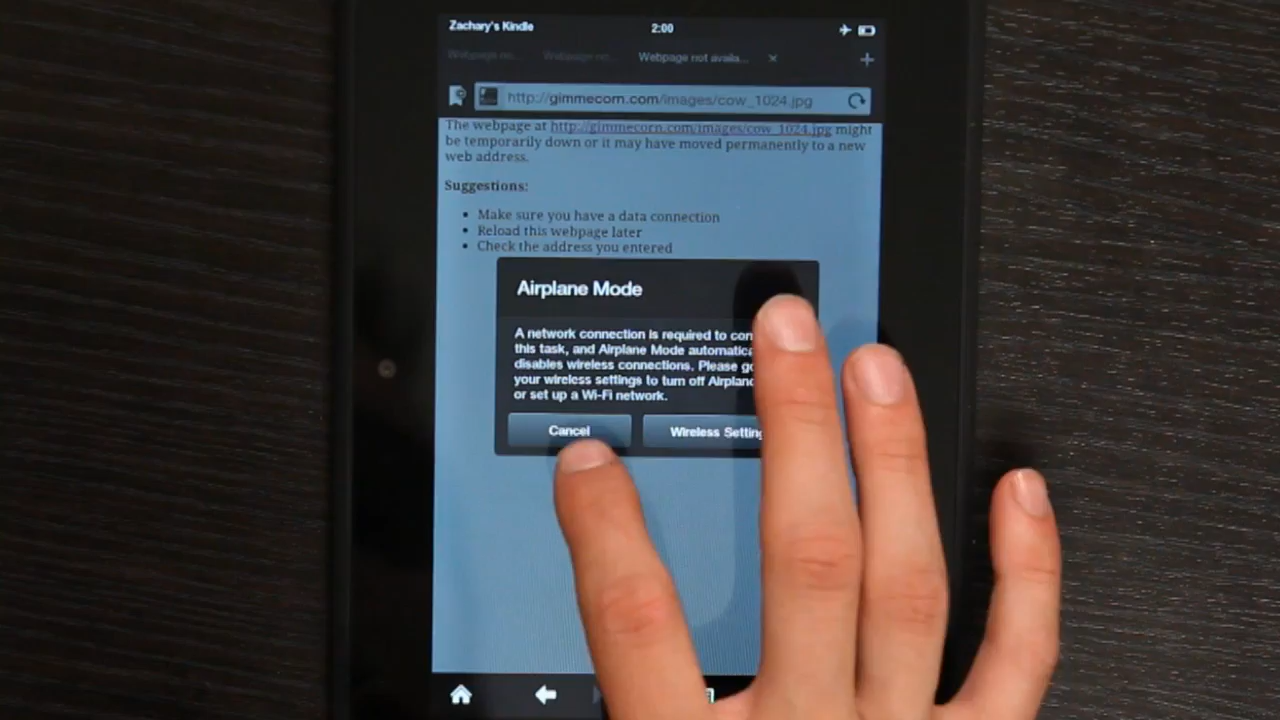 Zachary's Kindle 2:00
Webpage no... Webpage no... Webpage not availa...
http://gimmecorn.com/images/cow_1024.jpg
The webpage at http://gimmecorn.com/images/cow_1024.jpg might
be temporarily down or it may have moved permanently to a new
web address.
Suggestions:
Make sure you have a data connection
Reload this webpage later
Check the address you entered
Airplane Mode
A network connection is required to
this task, and Airplane Mode
disables wireless connections. Please
your wireless settings to turn off
or set up a Wi-Fi network.
Cancel Wireless